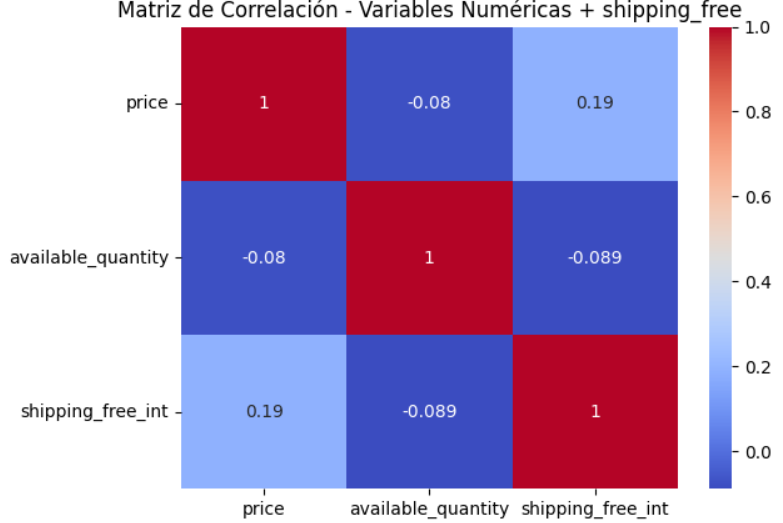 Matriz de Correlación - Variables Numéricas + shipping_free
price
1
-0.08
0.19
available_quantity
-0.08
1
-0.089
shipping_free_int
0.19
-0.089
1
price
available_quantity
shipping_free_int
1.0
0.8
0.6
0.4
0.2
0.0